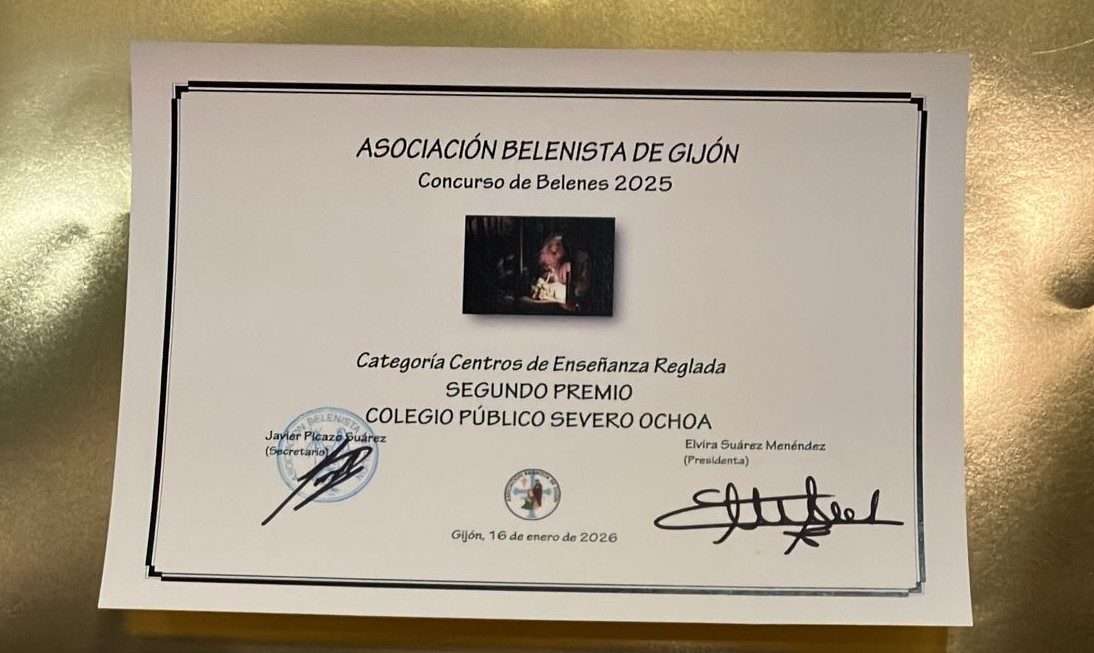 ASOCIACIÓN BELENISTA DE GIJÓN
Concurso de Belenes 2025
Categoría Centros de Enseñanza Reglada
SEGUNDO PREMIO
COLEGIO PÚBLICO SEVERO OCHOA
Javier Picazo Suárez
(Secretario)
Elvira Suárez Menéndez
(Presidenta)
Gijón, 16 de enero de 2026